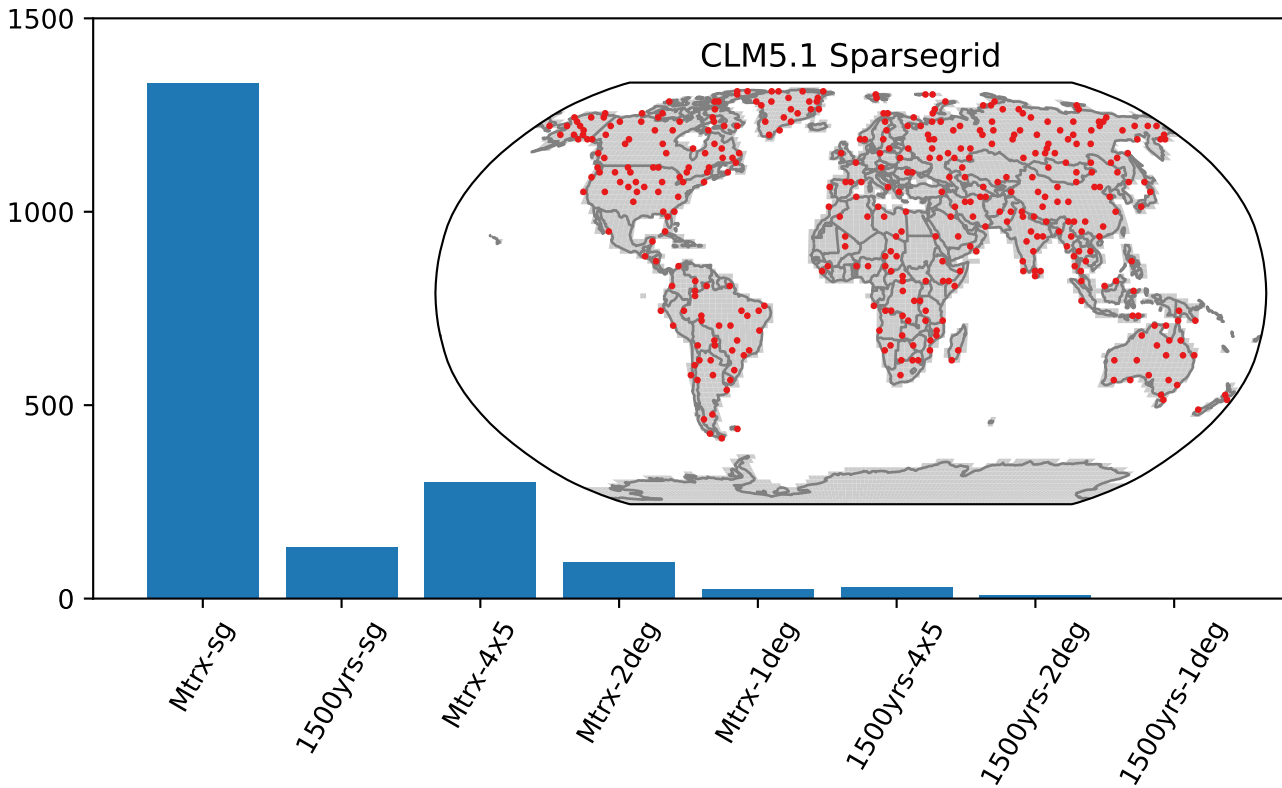 1500
CLM5.1 Sparsegrid
1000
500
0
Mtrx-sg
1500yrs-sg
Mtrx-4x5
Mtrx-2deg
Mtrx-1deg
1500yrs-4x5
1500yrs-2deg
1500yrs-1deg